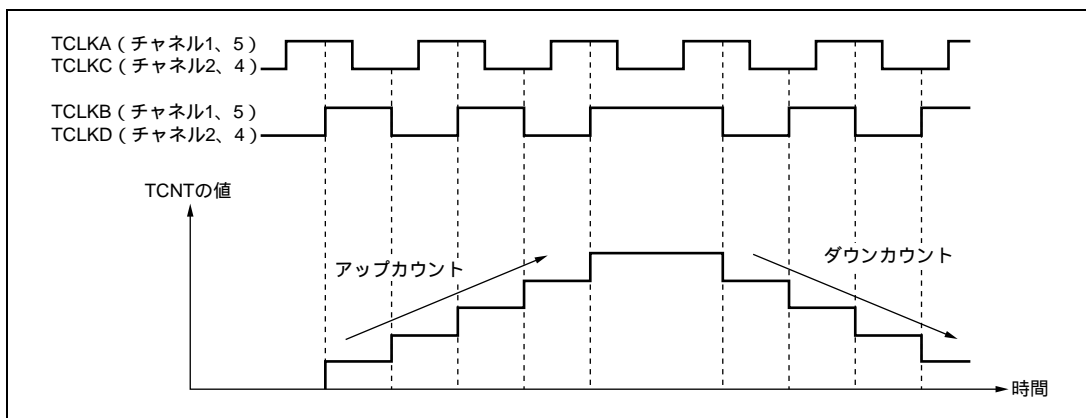 TCLKA（チャネル1、5）
TCLKC（チャネル2、4）
TCLKB（チャネル1、5）
TCLKD（チャネル2、4）
TCNTの値
アップカウント
ダウンカウント
時間